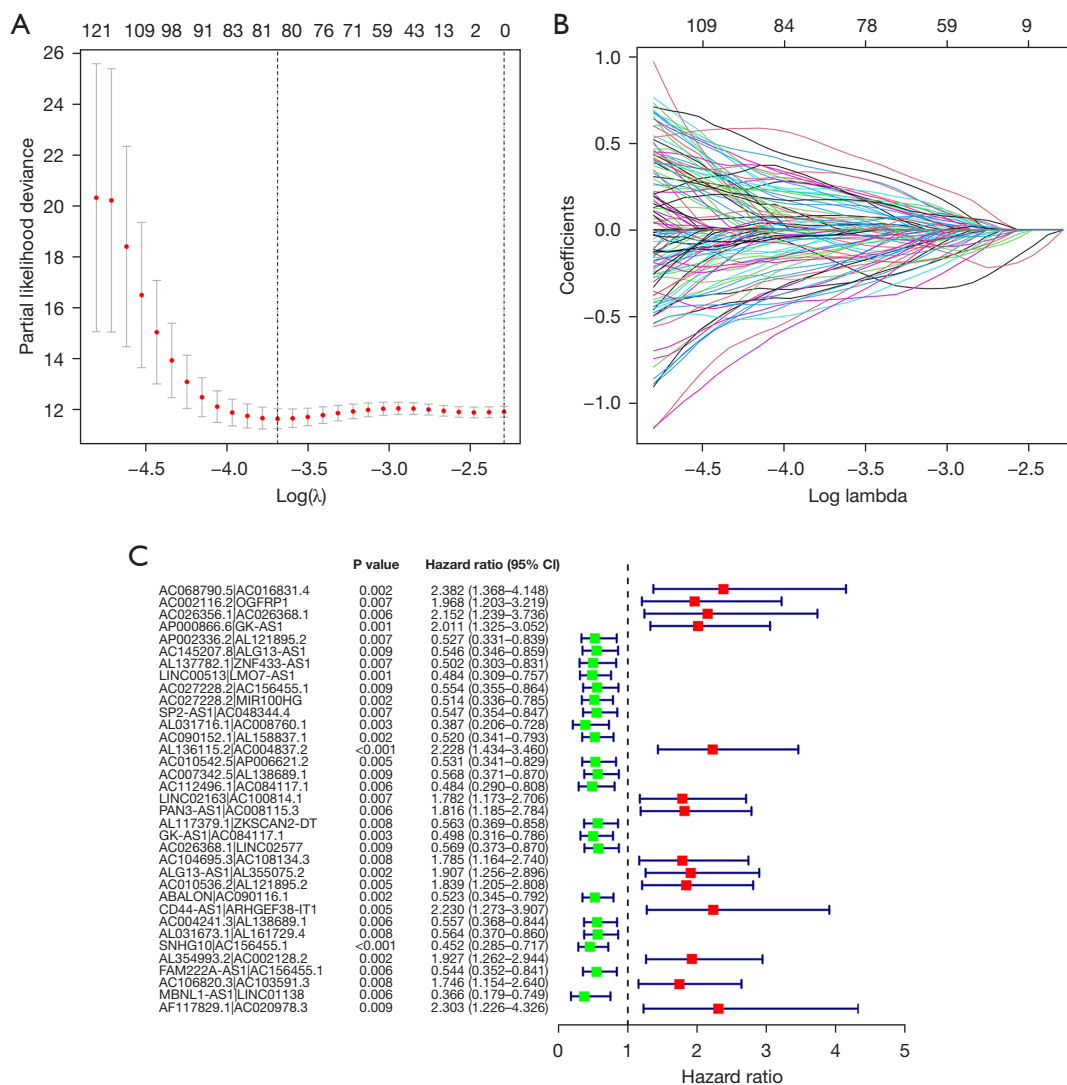 A
121 109 98 91 83 81 80 76 71 59 43 13 2 0
26
24
22
20
18
16
14
12
Partial likelihood deviance
−4.5 −4.0 −3.5 −3.0 −2.5
Log(λ)
B
109 84 78 59 9
1.0
0.5
0.0
−0.5
−1.0
Coefficients
−4.5 −4.0 −3.5 −3.0 −2.5
Log lambda
C
P value Hazard ratio (95% CI)
AC068790.5|AC016831.4 0.002 2.382 (1.368–4.148)
AC002116.2|OGFRP1 0.007 1.968 (1.203–3.219)
AC026356.1|AC026368.1 0.006 2.152 (1.239–3.736)
AP000866.6|GK-AS1 0.001 2.011 (1.325–3.052)
AP002336.2|AL121895.2 0.007 0.527 (0.331–0.839)
AC145207.8|ALG13-AS1 0.009 0.546 (0.346–0.859)
AL137782.1|ZNF433-AS1 0.007 0.502 (0.303–0.831)
LINC00513|LMO7-AS1 0.001 0.484 (0.309–0.757)
AC027228.2|AC156455.1 0.009 0.554 (0.355–0.864)
AC027228.2|MIR100HG 0.002 0.514 (0.336–0.785)
SP2-AS1|AC048344.4 0.007 0.547 (0.354–0.847)
AL031716.1|AC008760.1 0.003 0.387 (0.206–0.728)
AC090152.1|AL158837.1 0.002 0.520 (0.341–0.793)
AL136115.2|AC004837.2 <0.001 2.228 (1.434–3.460)
AC010542.5|AP006621.2 0.005 0.531 (0.341–0.829)
AC007342.5|AL138689.1 0.009 0.568 (0.371–0.870)
AC112496.1|AC084117.1 0.006 0.484 (0.290–0.808)
LINC02163|AC100814.1 0.007 1.782 (1.173–2.706)
PAN3-AS1|AC008115.3 0.006 1.816 (1.185–2.784)
AL117379.1|ZKSCAN2-DT 0.008 0.563 (0.369–0.858)
GK-AS1|AC084117.1 0.003 0.498 (0.316–0.786)
AC026368.1|LINC02577 0.009 0.569 (0.373–0.870)
AC104695.3|AC108134.3 0.008 1.785 (1.164–2.740)
ALG13-AS1|AL355075.2 0.002 1.907 (1.256–2.896)
AC010536.2|AL121895.2 0.005 1.839 (1.205–2.808)
ABALON|AC090116.1 0.002 0.523 (0.345–0.792)
CD44-AS1|ARHGEF38-IT1 0.005 2.230 (1.273–3.907)
AC004241.3|AL138689.1 0.006 0.557 (0.368–0.844)
AL031673.1|AL161729.4 0.008 0.564 (0.370–0.860)
SNHG10|AC156455.1 <0.001 0.452 (0.285–0.717)
AL354993.2|AC002128.2 0.002 1.927 (1.262–2.944)
FAM222A-AS1|AC156455.1 0.006 0.544 (0.352–0.841)
AC106820.3|AC103591.3 0.008 1.746 (1.154–2.640)
MBNL1-AS1|LINC01138 0.006 0.366 (0.179–0.749)
AF117829.1|AC020978.3 0.009 2.303 (1.226–4.326)
0 1 2 3 4 5
Hazard ratio